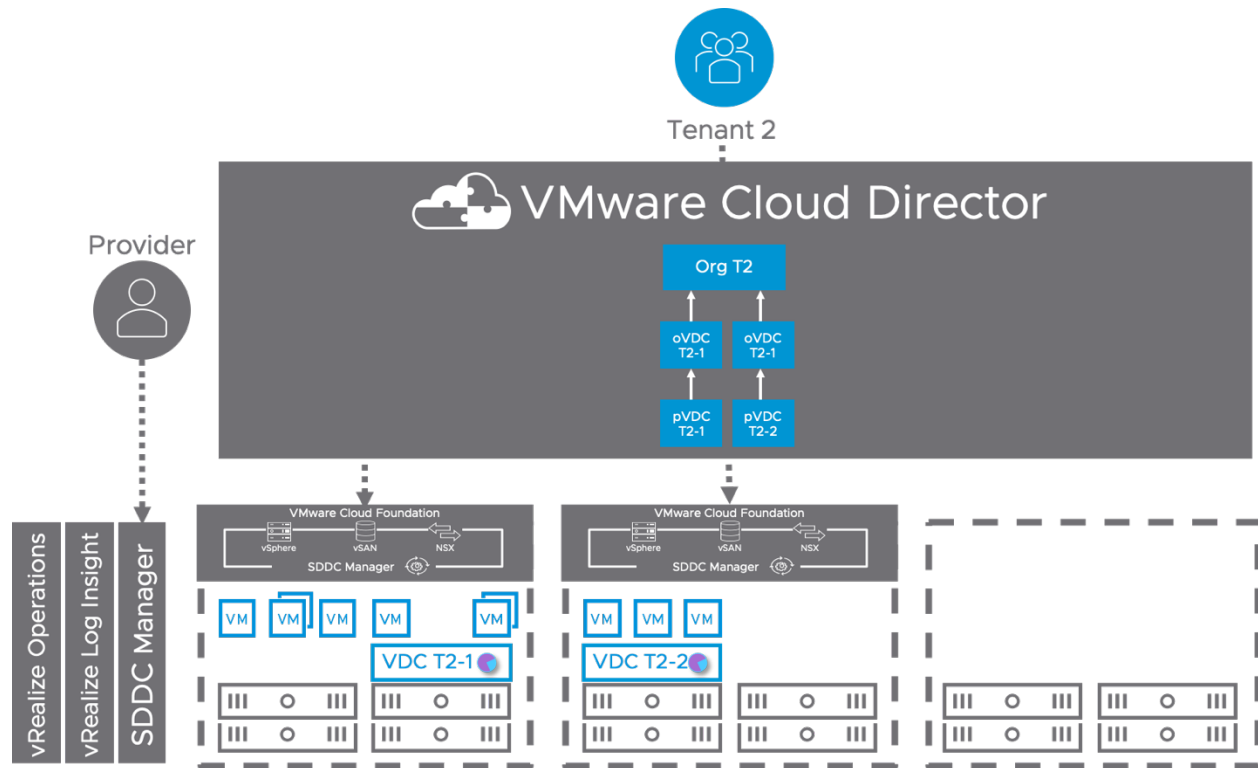 Tenant 2
VMware Cloud Director
Provider
Org T2
oVDC
T2-1
oVDC
T2-1
pVDC
T2-1
pVDC
T2-2
vRealize Operations
vRealize Log Insight
SDDC Manager
VMware Cloud Foundation
vSphere
vSAN
NSX
SDDC Manager
VM
VM
VM
VM
VM
VDC T2-1
VMware Cloud Foundation
vSphere
vSAN
NSX
SDDC Manager
VM
VM
VM
VDC T2-2